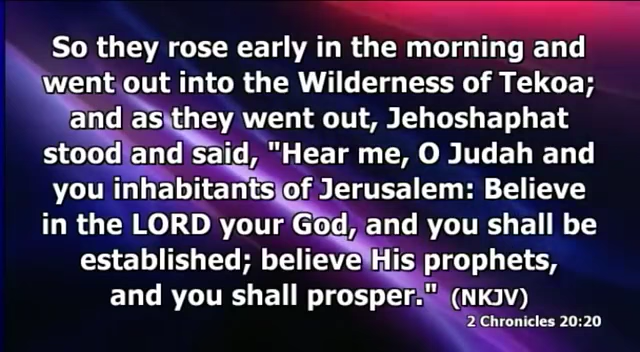 So they rose early in the morning and
went out into the Wilderness of Tekoa;
and as they went out, Jehoshaphat
stood and said, "Hear me, O Judah and
you inhabitants of Jerusalem: Believe
in the LORD your God, and you shall be
established; believe His prophets,
and you shall prosper." (NKJV)
2 Chronicles 20:20